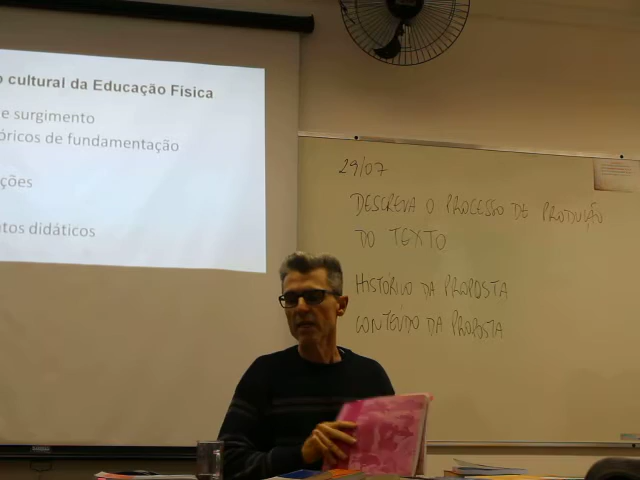 o cultural da Educação Física
e surgimento
óricos de fundamentação
ções
tos didáticos
29/07
DESCREVA O PROCESSO DE PRODUÇÃO
DO TEXTO
HISTÓRICO DA PROPOSTA
CONTEÚDO DA PROPOSTA